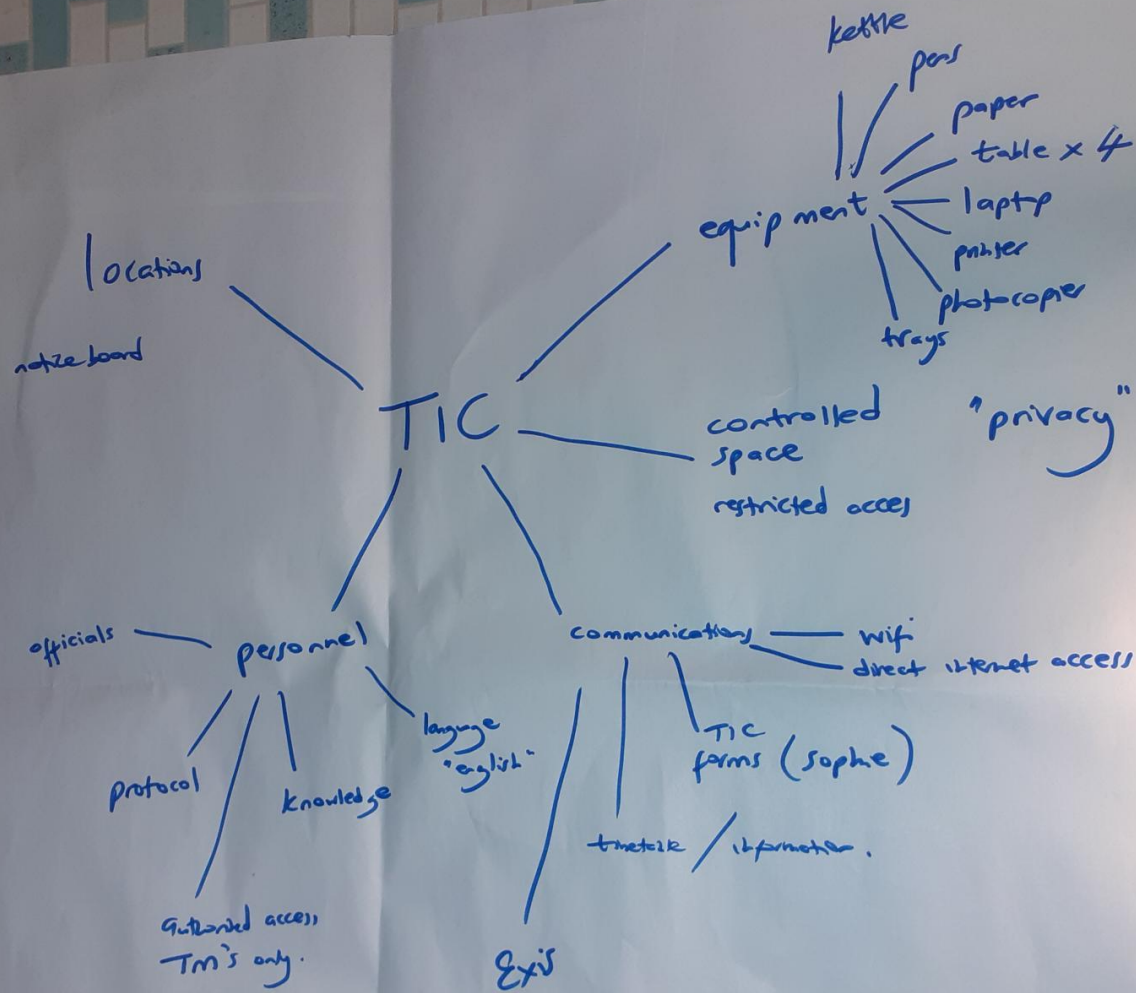 kettle
pens
paper
table x 4
laptop
printer
photocopier
trays
equipment
locations
notice board
TIC
controlled
space
restricted acces
"privacy"
officials
personnel
protocol
knowledge
language
"english"
authorised access
TM's only.
communications
wifi
direct internet access
TIC
forms (Sophie)
timetable / information.
Exis